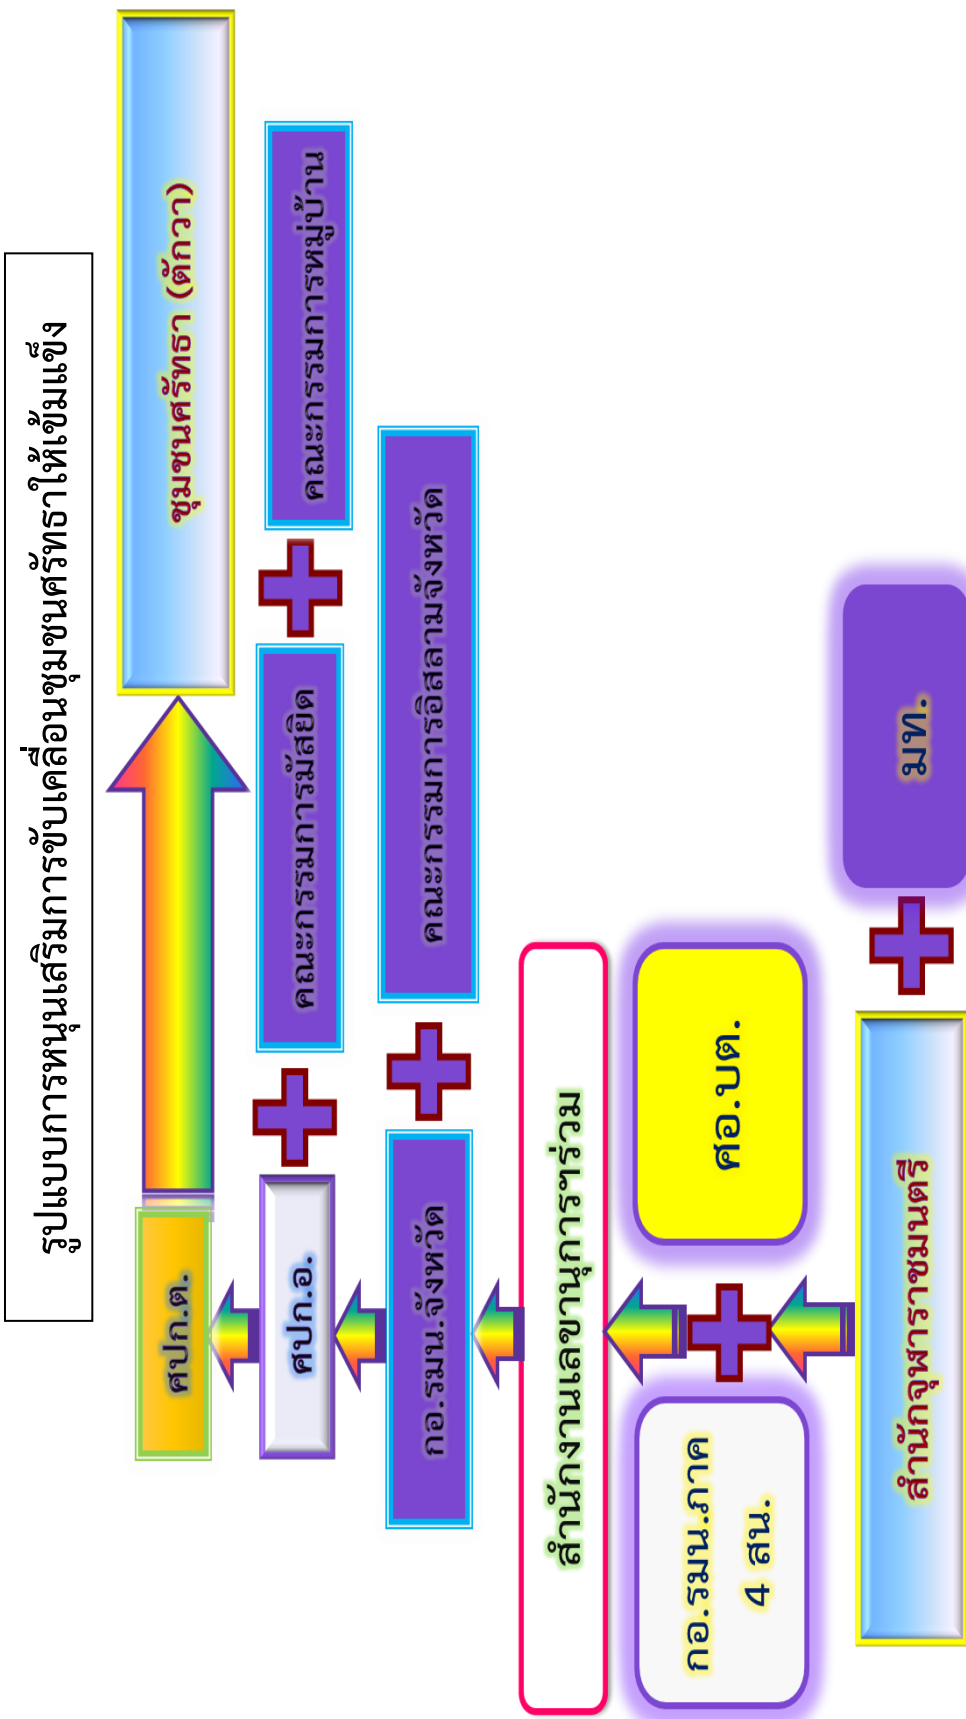 รูปแบบการหนุนเสริมการขับเคลื่อนชุมชนศรัทธาให้เข้มแข็ง
ศปก.ต.
ชุมชนศรัทธา (ตักวา)
ศปก.อ.
คณะกรรมการมัสยิด
คณะกรรมการหมู่บ้าน
กอ.รมน.จังหวัด
คณะกรรมการอิสลามจังหวัด
สำนักงานเลขานุการฯร่วม
กอ.รมน.ภาค
4 สน.
ศอ.บต.
สำนักจุฬาราชมนตรี
มท.